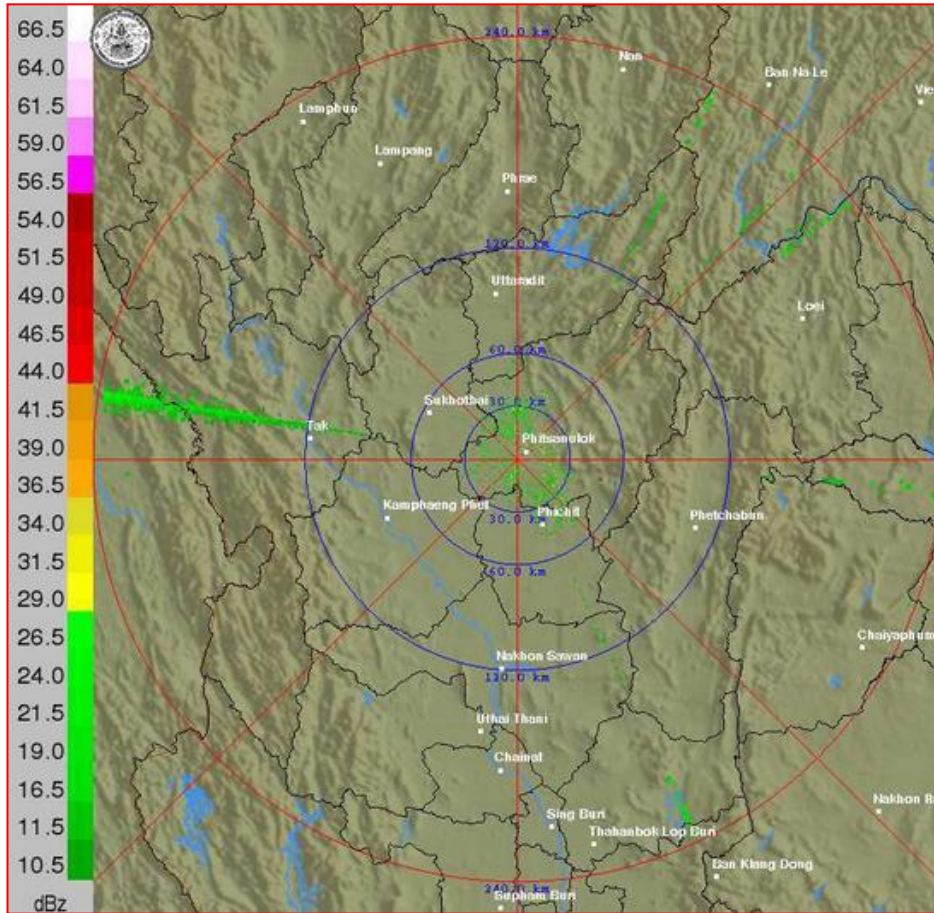 66.5
64.0
61.5
59.0
56.5
54.0
51.5
49.0
46.5
44.0
41.5
39.0
36.5
34.0
31.5
29.0
26.5
24.0
21.5
19.0
16.5
11.5
10.5
dBz
240.0 km
Nan
Ban Na Le
Vie
Lamphun
Lampang
Phrae
120.0 km
Uttaradit
Loei
60.0 km
Sukhothai
30.0 km
Tak
Phitsanulok
Kamphaeng Phet
30.0 km
Phichit
Phetchabun
60.0 km
Chaiyaphum
Nakhon Sawan
120.0 km
Uthai Thani
Chainat
Sing Buri
Nakhon R
Thahanbok Lop Buri
Ban Klang Dong
240.0 km
Supham Buri